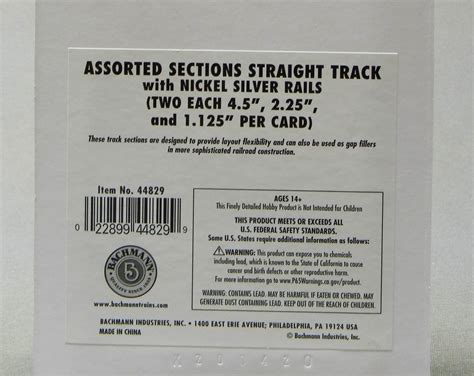 ASSORTED SECTIONS STRAIGHT TRACK
with NICKEL SILVER RAILS
(TWO EACH 4.5", 2.25",
and 1.125" PER CARD)
These track sections are designed to provide layout flexibility and can also be used as gap fillers
in more sophisticated railroad construction.
Item No. 44829
0 22899 44829 9
BACHMANN
5
QUALITY SINCE 1833
www.bachmanntrains.com
AGES 14+
This Finely Detailed Hobby Product is Not Intended for Children
THIS PRODUCT MEETS OR EXCEEDS ALL
U.S. FEDERAL SAFETY STANDARDS.
Some U.S. States require additional information as follows:
WARNING: This product can expose you to chemicals
including lead, which is known to the State of California to cause
cancer and birth defects or other reproductive harm.
For more information go to www.P65Warnings.ca.gov/product.
WARNING: CONTAINS LEAD. MAY BE HARMFUL IF EATEN OR CHEWED. MAY
GENERATE DUST CONTAINING LEAD. KEEP OUT OF THE REACH OF CHILDREN.
BACHMANN INDUSTRIES, INC. • 1400 EAST ERIE AVENUE; PHILADELPHIA, PA 19124 USA
MADE IN CHINA
© Bachmann Industries, Inc.